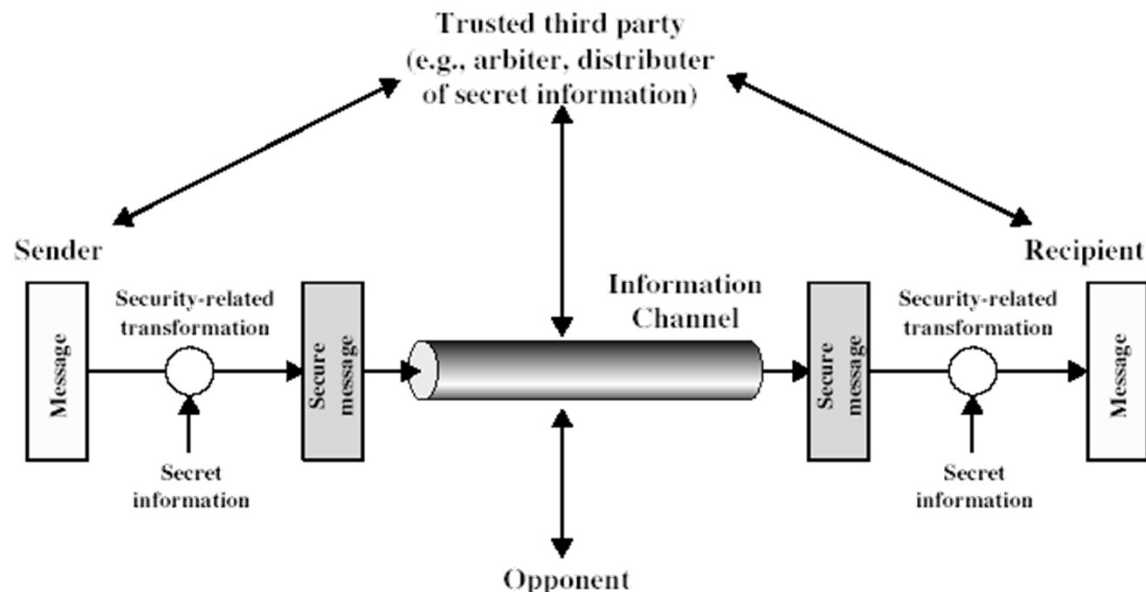 Trusted third party
(e.g., arbiter, distributer
of secret information)
Sender
Recipient
Message
Security-related
transformation
Secret
information
Secure
message
Information
Channel
Secure
message
Security-related
transformation
Secret
information
Message
Opponent